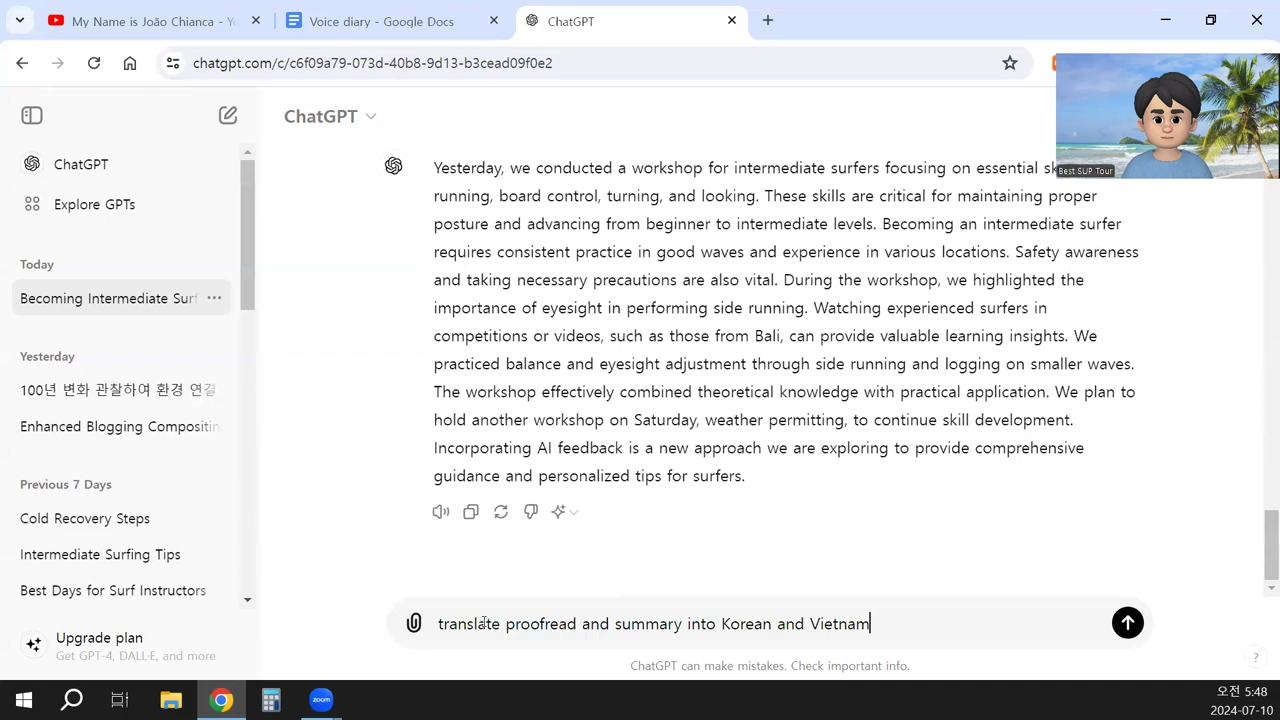 My Name is João Chianca - Yo
Voice diary - Google Docs
ChatGPT
chatgpt.com/c/c6f09a79-073d-40b8-9d13-b3cead09f0e2
ChatGPT
Best SUP Tour
ChatGPT
Explore GPTs
Today
Becoming Intermediate Surf
Yesterday
100년 변화 관찰하여 환경 연결
Enhanced Blogging Compositin
Previous 7 Days
Cold Recovery Steps
Intermediate Surfing Tips
Best Days for Surf Instructors
Upgrade plan
Get GPT-4, DALL·E, and more
Yesterday, we conducted a workshop for intermediate surfers focusing on essential sk
running, board control, turning, and looking. These skills are critical for maintaining proper
posture and advancing from beginner to intermediate levels. Becoming an intermediate surfer
requires consistent practice in good waves and experience in various locations. Safety awareness
and taking necessary precautions are also vital. During the workshop, we highlighted the
importance of eyesight in performing side running. Watching experienced surfers in
competitions or videos, such as those from Bali, can provide valuable learning insights. We
practiced balance and eyesight adjustment through side running and logging on smaller waves.
The workshop effectively combined theoretical knowledge with practical application. We plan to
hold another workshop on Saturday, weather permitting, to continue skill development.
Incorporating AI feedback is a new approach we are exploring to provide comprehensive
guidance and personalized tips for surfers.
translate proofread and summary into Korean and Vietnam
ChatGPT can make mistakes. Check important info.
?
zoom
오전 5:48
2024-07-10